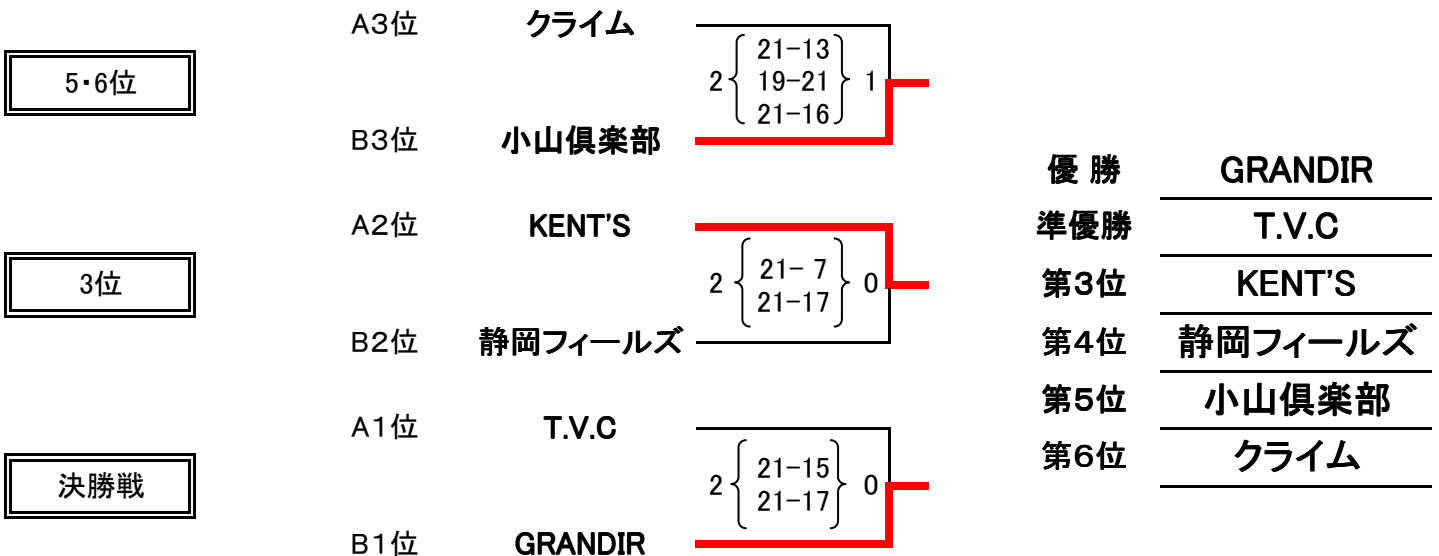 A3位 クライム
5・6位
2 21-13 1
19-21
21-16
B3位 小山倶楽部
A2位 KENT'S
3位
2 21- 7 0
21-17
B2位 静岡フィールズ
A1位 T.V.C
決勝戦
2 21-15 0
21-17
B1位 GRANDIR
優 勝 GRANDIR
準優勝 T.V.C
第3位 KENT'S
第4位 静岡フィールズ
第5位 小山倶楽部
第6位 クライム